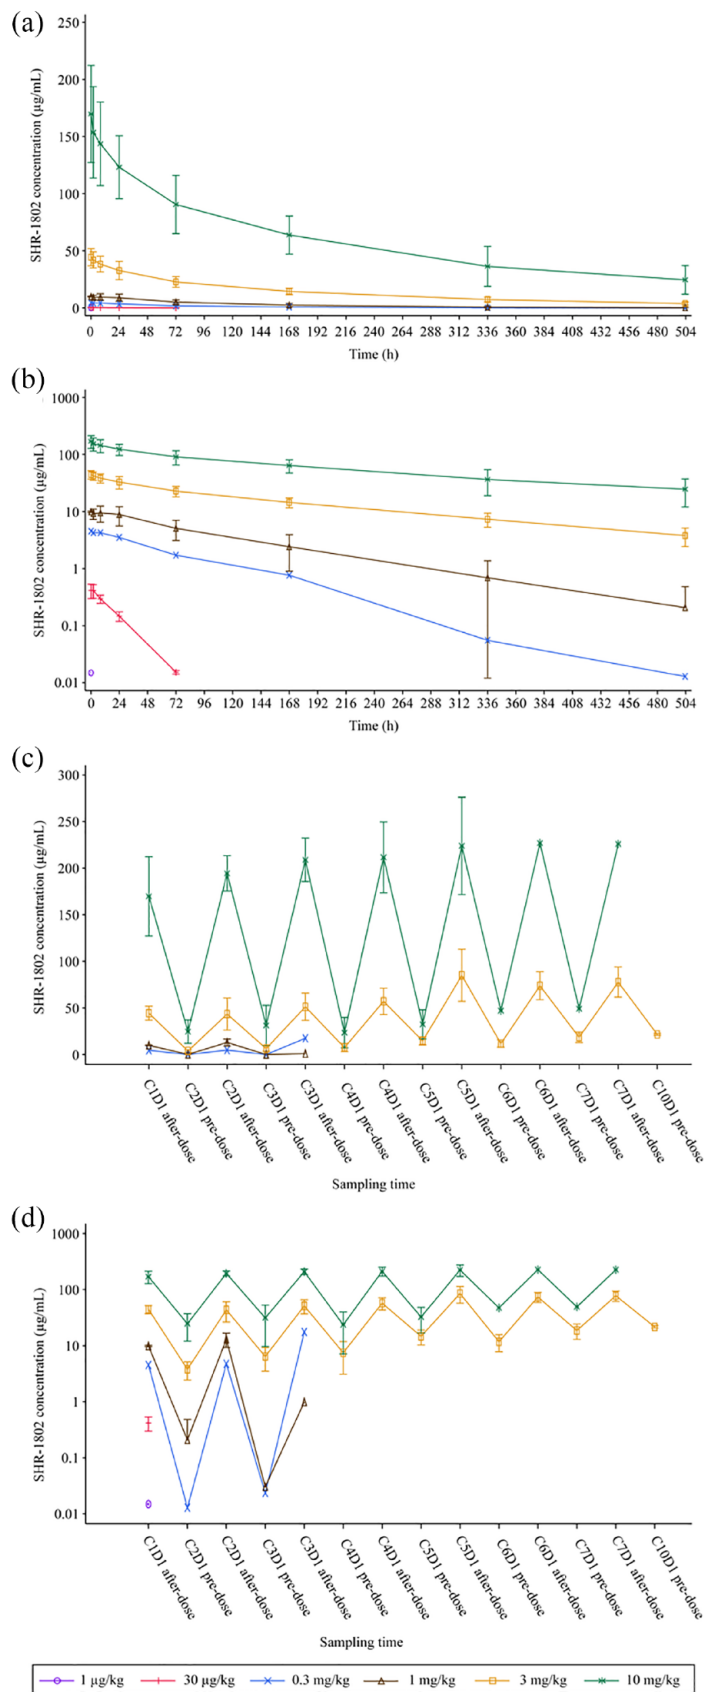 (a)
250
200
150
100
50
0
SHR-1802 concentration (μg/mL)
0 24 48 72 96 120 144 168 192 216 240 264 288 312 336 360 384 408 432 456 480 504
Time (h)
(b)
1000
100
10
1
0.1
0.01
SHR-1802 concentration (μg/mL)
0 24 48 72 96 120 144 168 192 216 240 264 288 312 336 360 384 408 432 456 480 504
Time (h)
(c)
300
250
200
150
100
50
0
SHR-1802 concentration (μg/mL)
C1D1 after-dose
C2D1 pre-dose
C2D1 after-dose
C3D1 pre-dose
C3D1 after-dose
C4D1 pre-dose
C4D1 after-dose
C5D1 pre-dose
C5D1 after-dose
C6D1 pre-dose
C6D1 after-dose
C7D1 pre-dose
C7D1 after-dose
C10D1 pre-dose
Sampling time
(d)
1000
100
10
1
0.1
0.01
SHR-1802 concentration (μg/mL)
C1D1 after-dose
C2D1 pre-dose
C2D1 after-dose
C3D1 pre-dose
C3D1 after-dose
C4D1 pre-dose
C4D1 after-dose
C5D1 pre-dose
C5D1 after-dose
C6D1 pre-dose
C6D1 after-dose
C7D1 pre-dose
C7D1 after-dose
C10D1 pre-dose
Sampling time
1 μg/kg 30 μg/kg 0.3 mg/kg 1 mg/kg 3 mg/kg 10 mg/kg